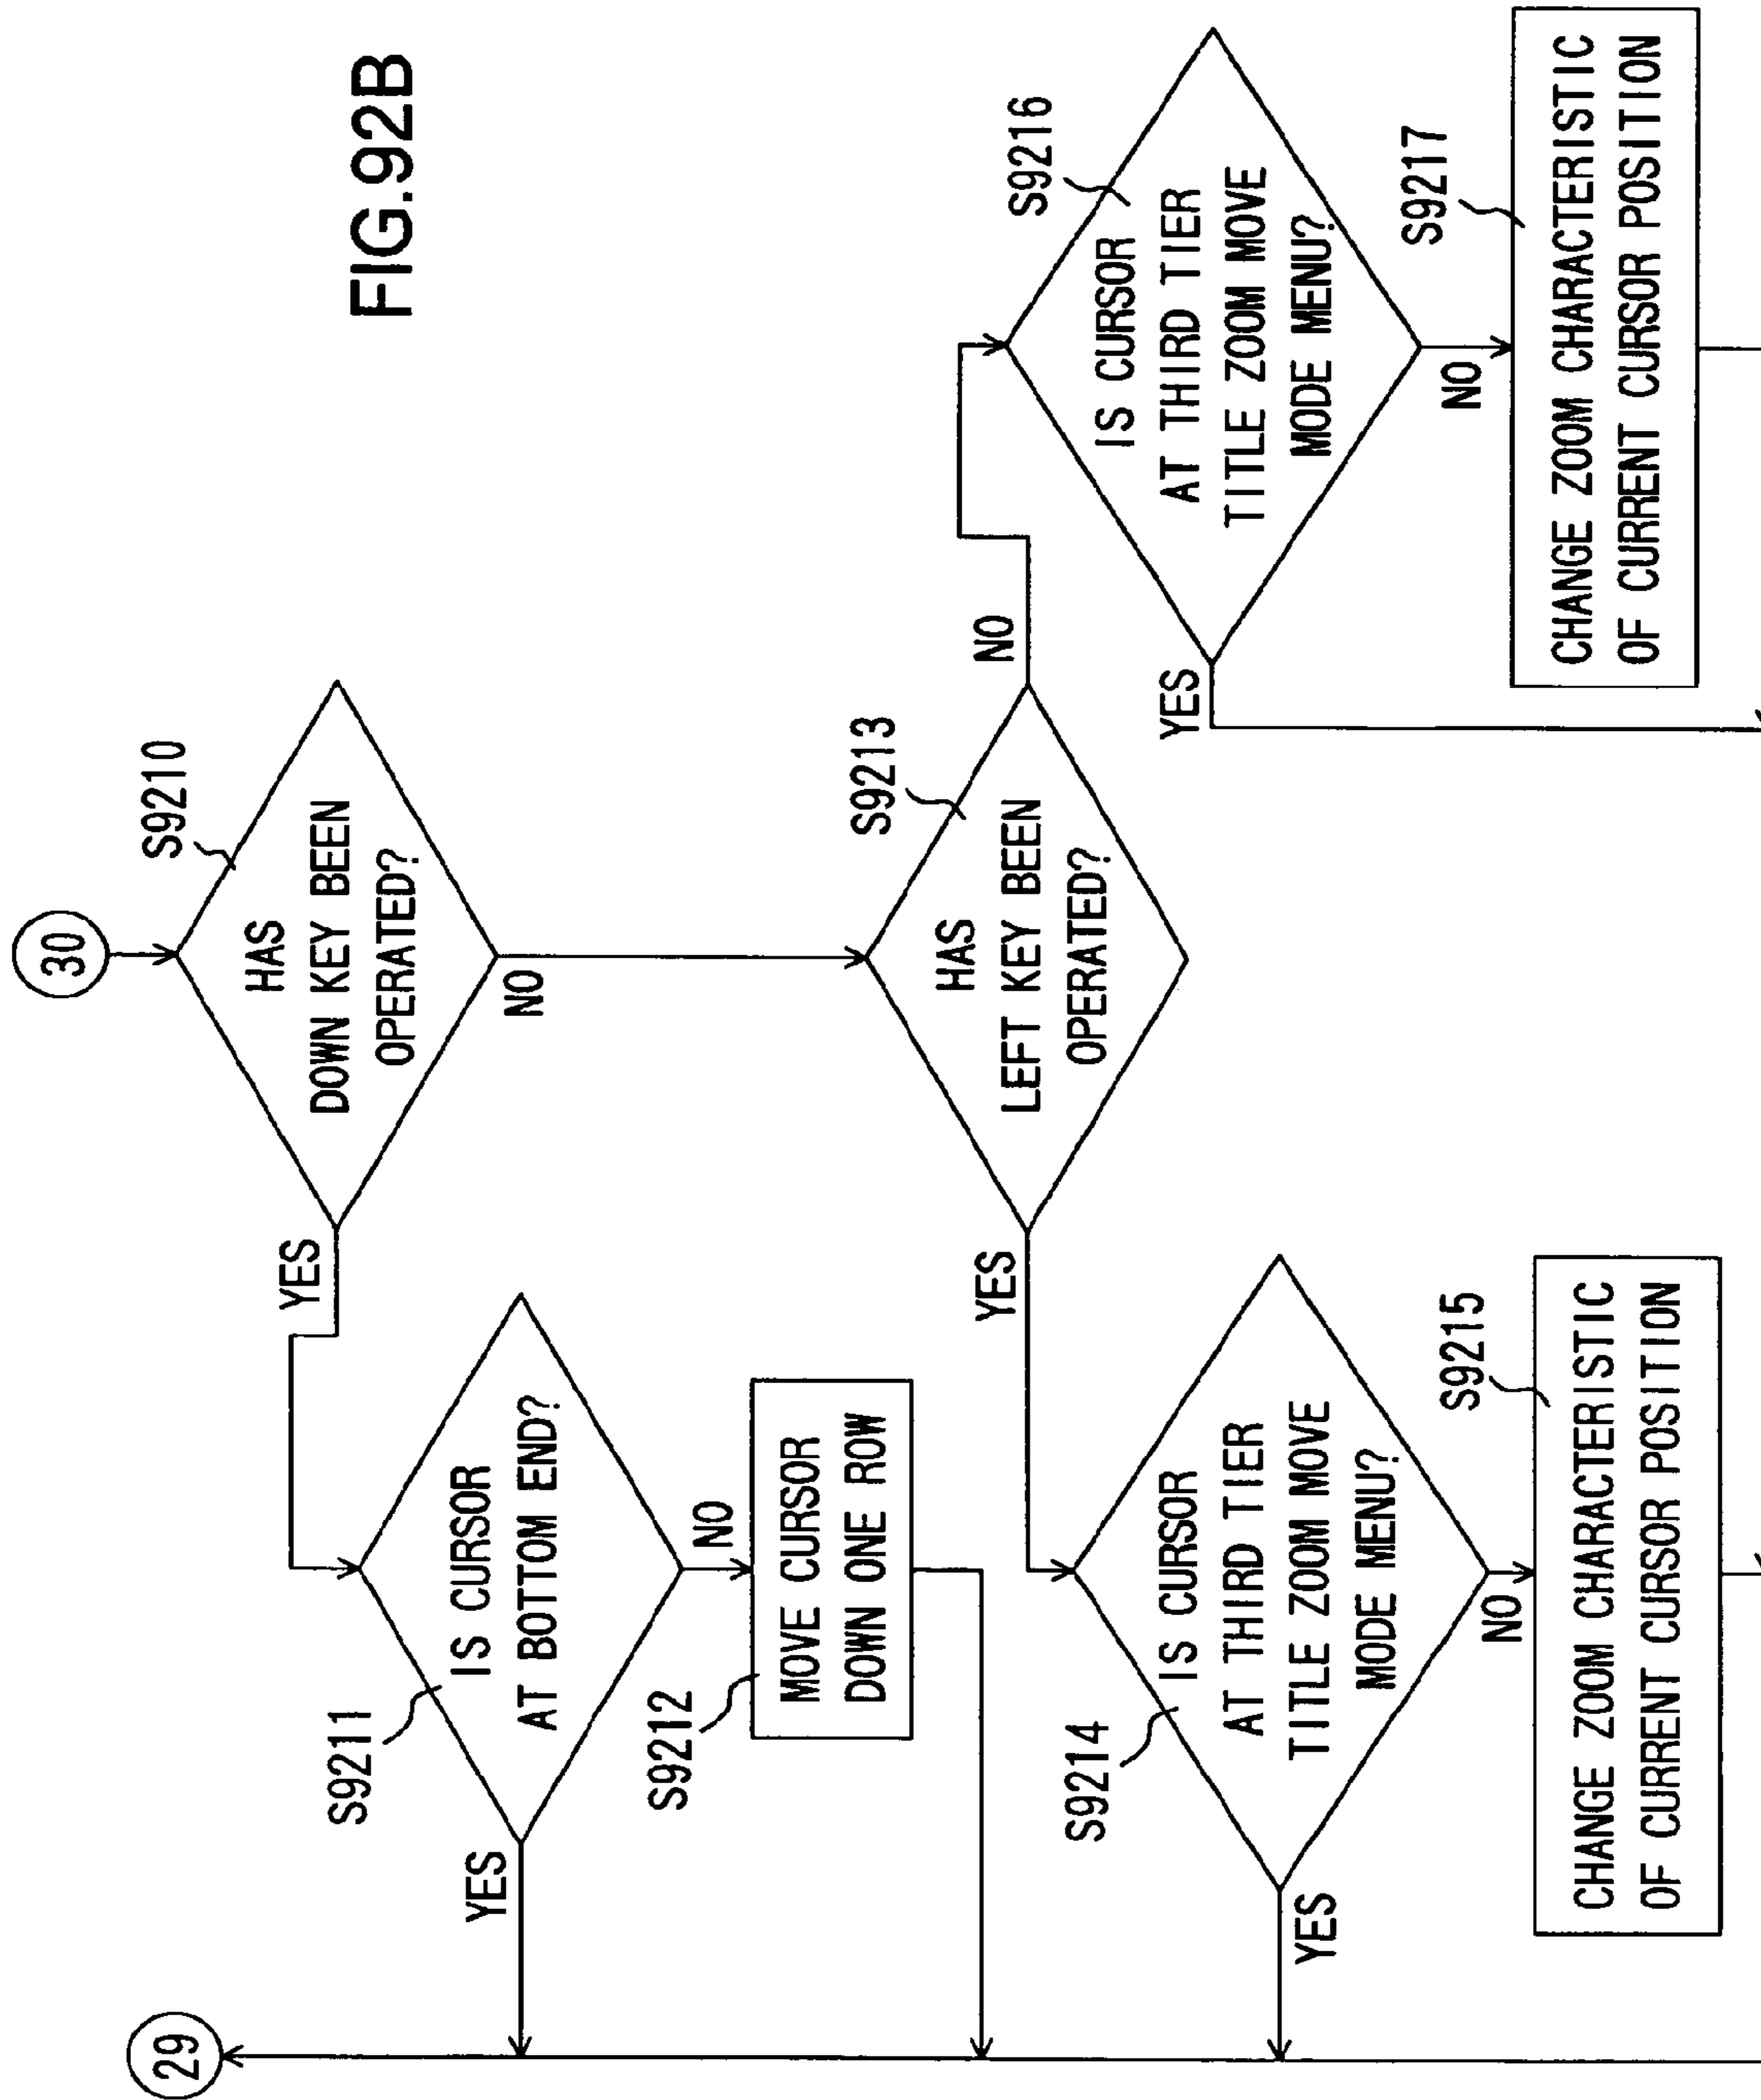 FIG.92B
30
S9210
HAS
DOWN KEY BEEN
OPERATED?
YES
NO
29
S9211
IS CURSOR
AT BOTTOM END?
YES
NO
S9212
MOVE CURSOR
DOWN ONE ROW
S9213
HAS
LEFT KEY BEEN
OPERATED?
YES
NO
S9214
IS CURSOR
AT THIRD TIER
TITLE ZOOM MOVE
MODE MENU?
YES
NO
S9215
CHANGE ZOOM CHARACTERISTIC
OF CURRENT CURSOR POSITION
S9216
IS CURSOR
AT THIRD TIER
TITLE ZOOM MOVE
MODE MENU?
YES
NO
S9217
CHANGE ZOOM CHARACTERISTIC
OF CURRENT CURSOR POSITION